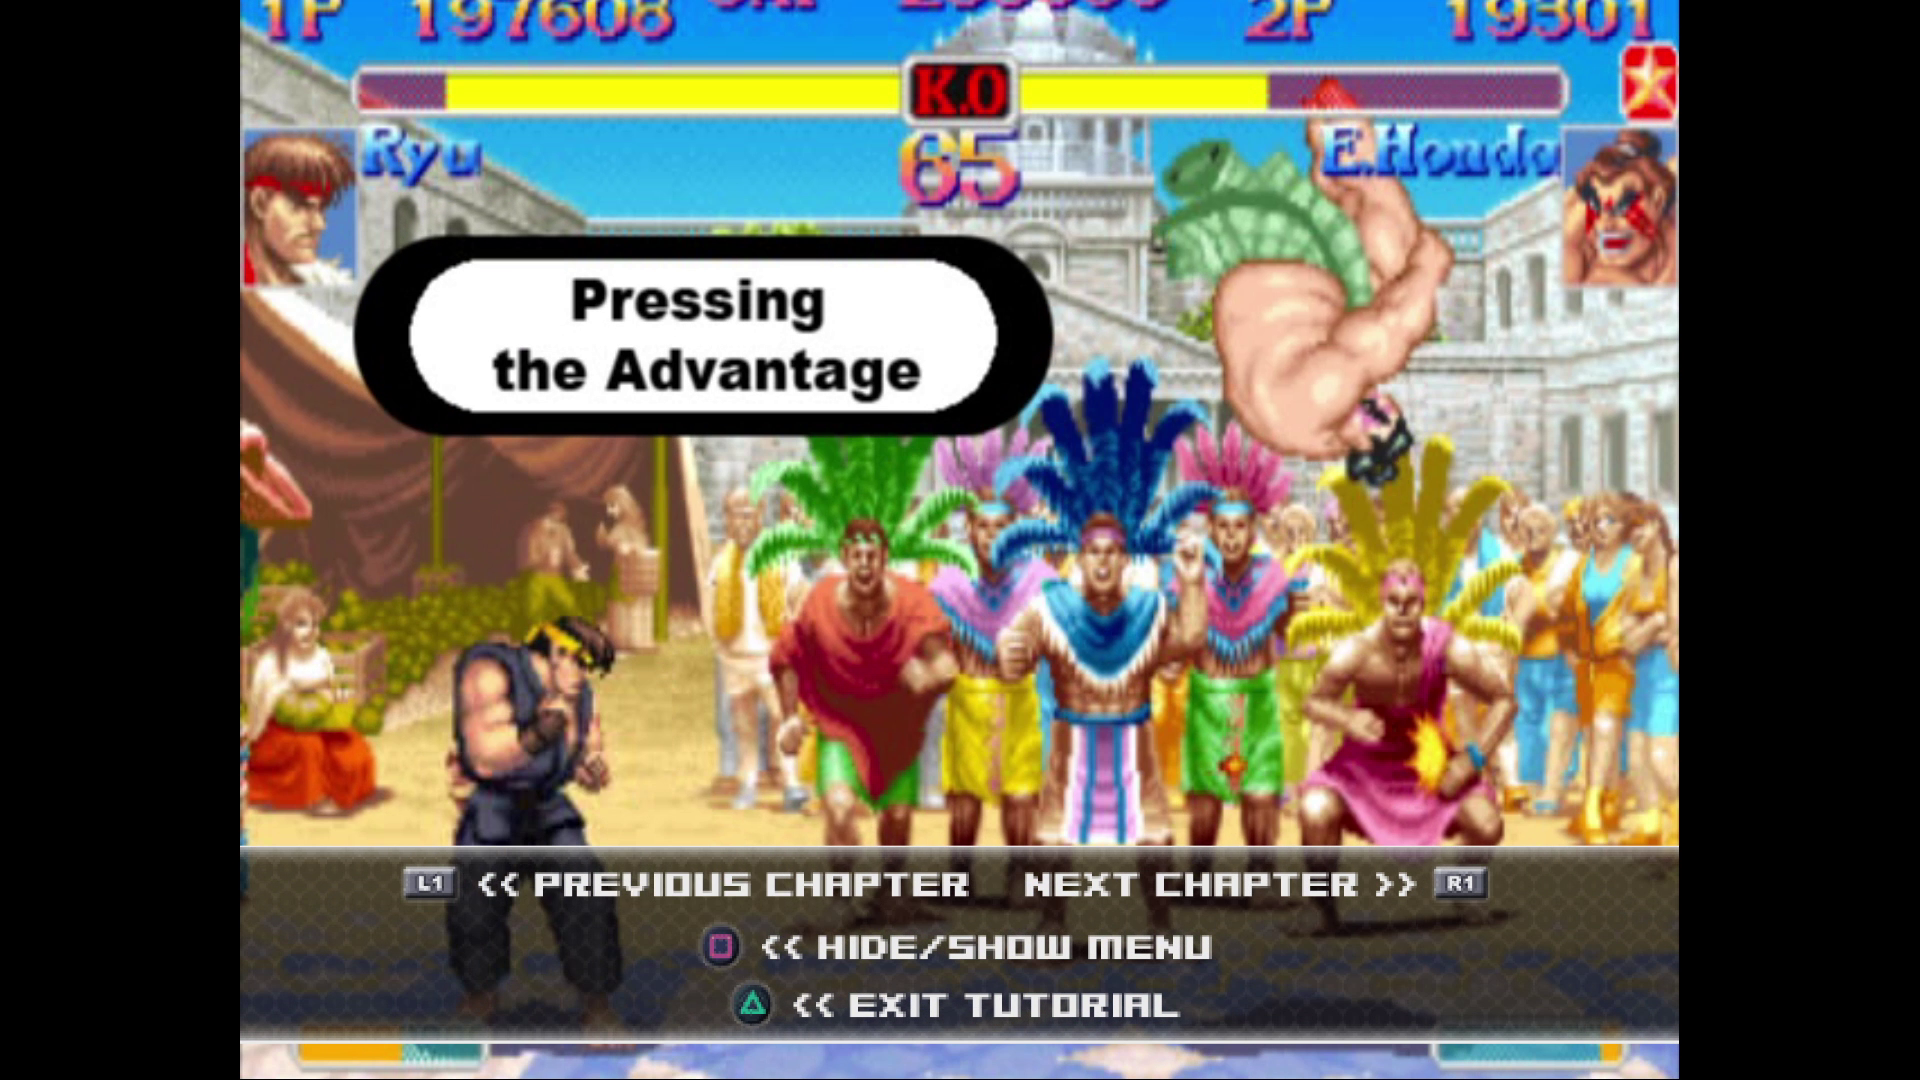 1P 197608 2P 19301
K.O
Ryu 65 E.Honda
Pressing
the Advantage
L1 << PREVIOUS CHAPTER NEXT CHAPTER >> R1
<< HIDE/SHOW MENU
<< EXIT TUTORIAL